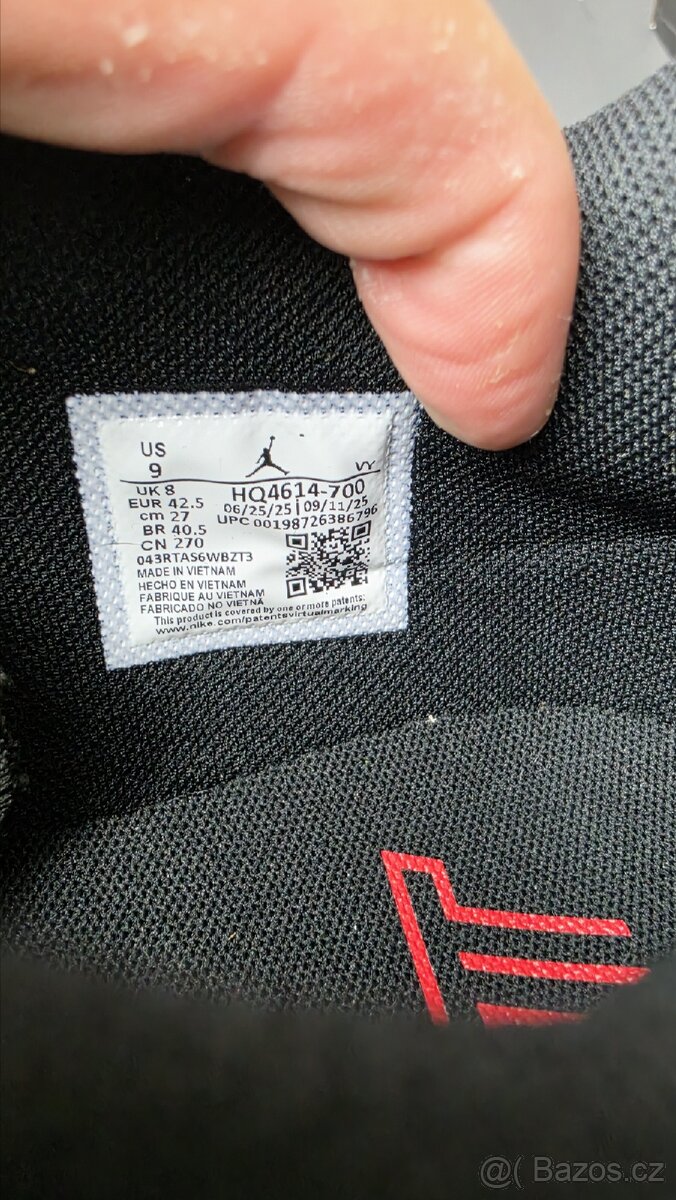 US
9
VY
UK 8
EUR 42.5
cm 27
BR 40.5
CN 270
HQ4614-700
06/25/25 | 09/11/25
UPC 00198726386796
043RTAS6WBZT3
MADE IN VIETNAM
HECHO EN VIETNAM
FABRIQUE AU VIETNAM
FABRICADO NO VIETNÃ
This product is covered by one or more patents:
www.nike.com/patentsvirtualmarking
@( Bazos.cz